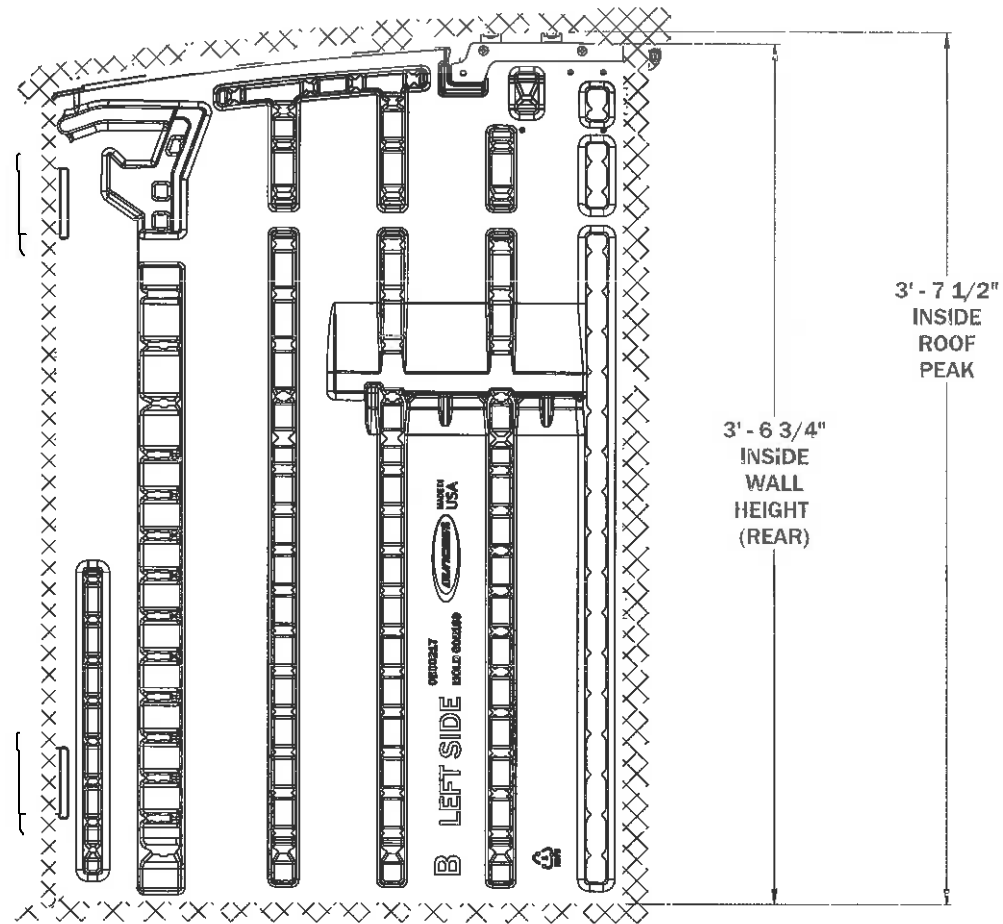 3' - 7 1/2"
INSIDE
ROOF
PEAK
3' - 6 3/4"
INSIDE
WALL
HEIGHT
(REAR)
MADE IN
USA
B LEFT SIDE